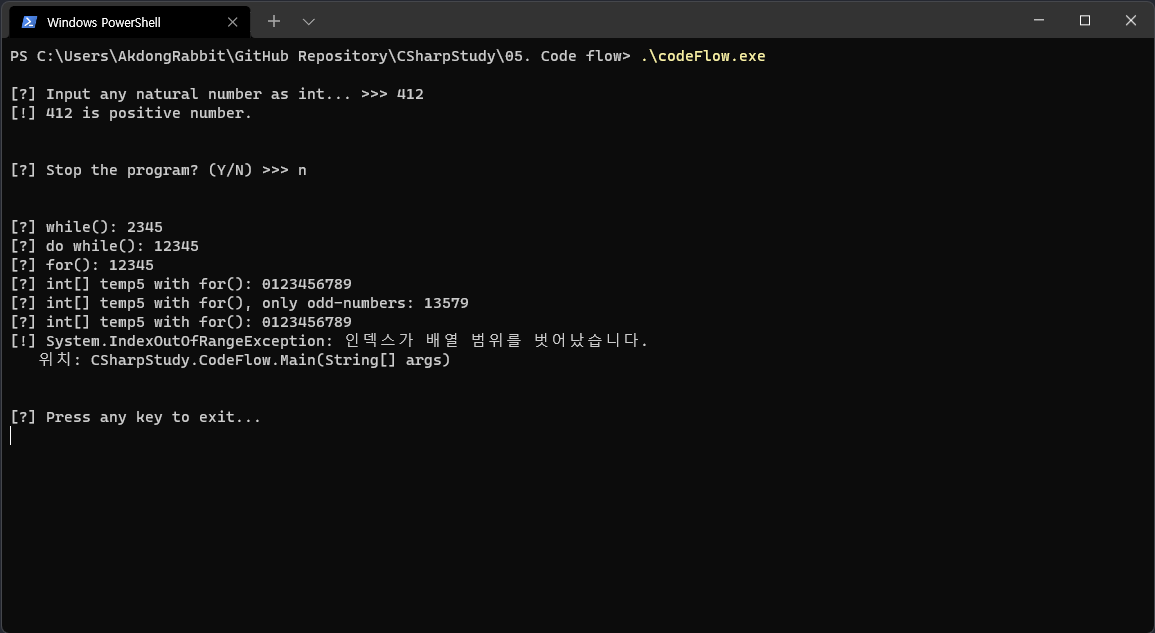 Windows PowerShell
PS C:\Users\AkdongRabbit\GitHub Repository\CSharpStudy\05. Code flow> .\codeFlow.exe
[?] Input any natural number as int... >>> 412
[!] 412 is positive number.
[?] Stop the program? (Y/N) >>> n
[?] while(): 2345
[?] do while(): 12345
[?] for(): 12345
[?] int[] temp5 with for(): 0123456789
[?] int[] temp5 with for(), only odd-numbers: 13579
[?] int[] temp5 with for(): 0123456789
[!] System.IndexOutOfRangeException: 인덱스가 배열 범위를 벗어났습니다.
위치: CSharpStudy.CodeFlow.Main(String[] args)
[?] Press any key to exit...